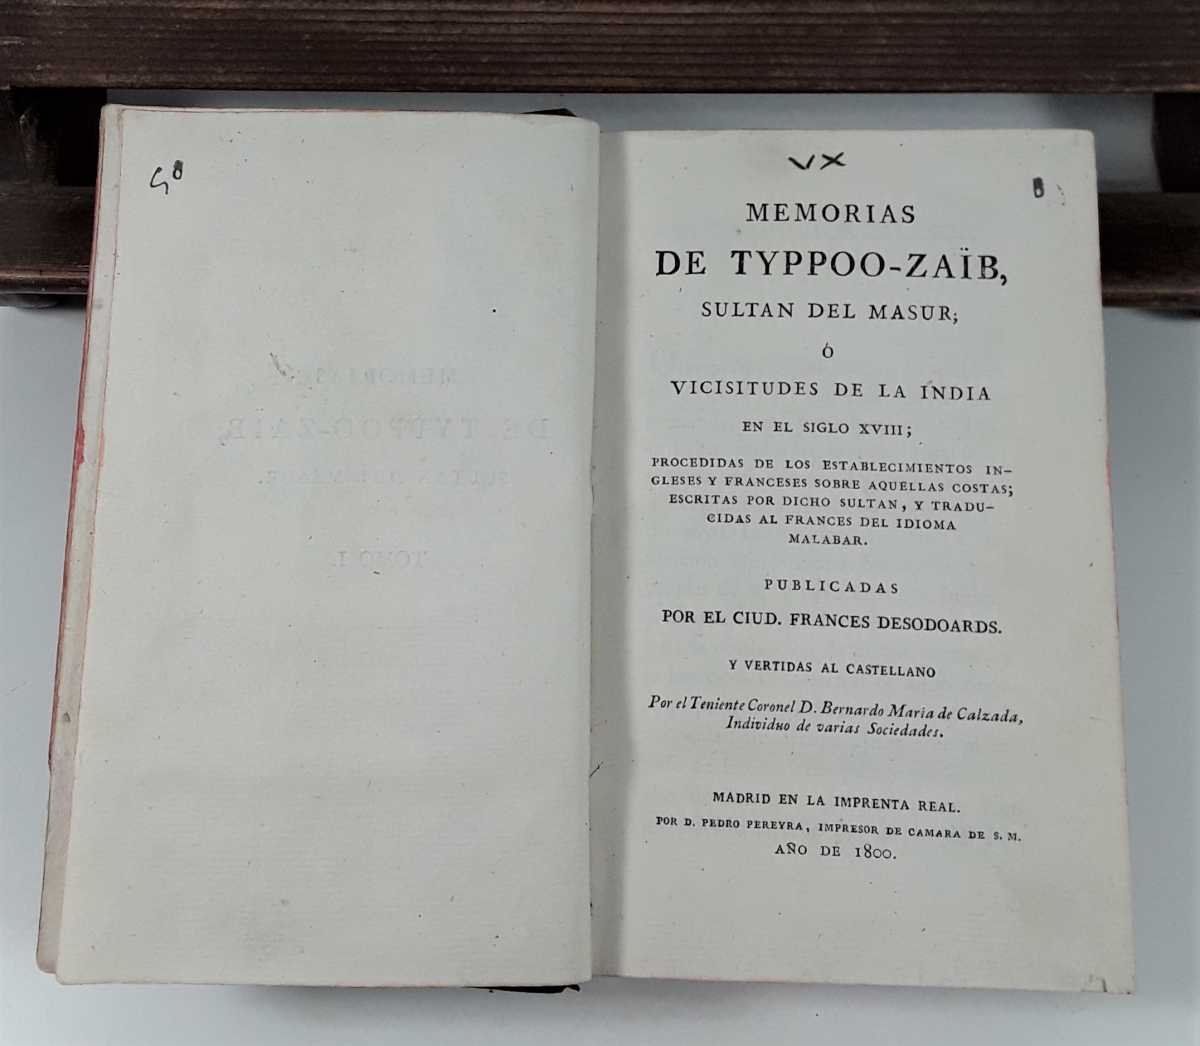 VX
MEMORIAS
DE TYPPOO-ZAÏB,
SULTAN DEL MASUR;
ó
VICISITUDES DE LA INDIA
EN EL SIGLO XVIII;
PROCEDIDAS DE LOS ESTABLECIMIENTOS IN-
GLESES Y FRANCESES SOBRE AQUELLAS COSTAS;
ESCRITAS POR DICHO SULTAN, Y TRADU-
CIDAS AL FRANCES DEL IDIOMA
MALABAR.
PUBLICADAS
POR EL CIUD. FRANCES DESODOARDS.
Y VERTIDAS AL CASTELLANO
Por el Teniente Coronel D. Bernardo María de Calzada,
Individuo de varias Sociedades.
MADRID EN LA IMPRENTA REAL.
POR D. PEDRO PEREYRA, IMPRESOR DE CAMARA DE S. M.
AÑO DE 1800.